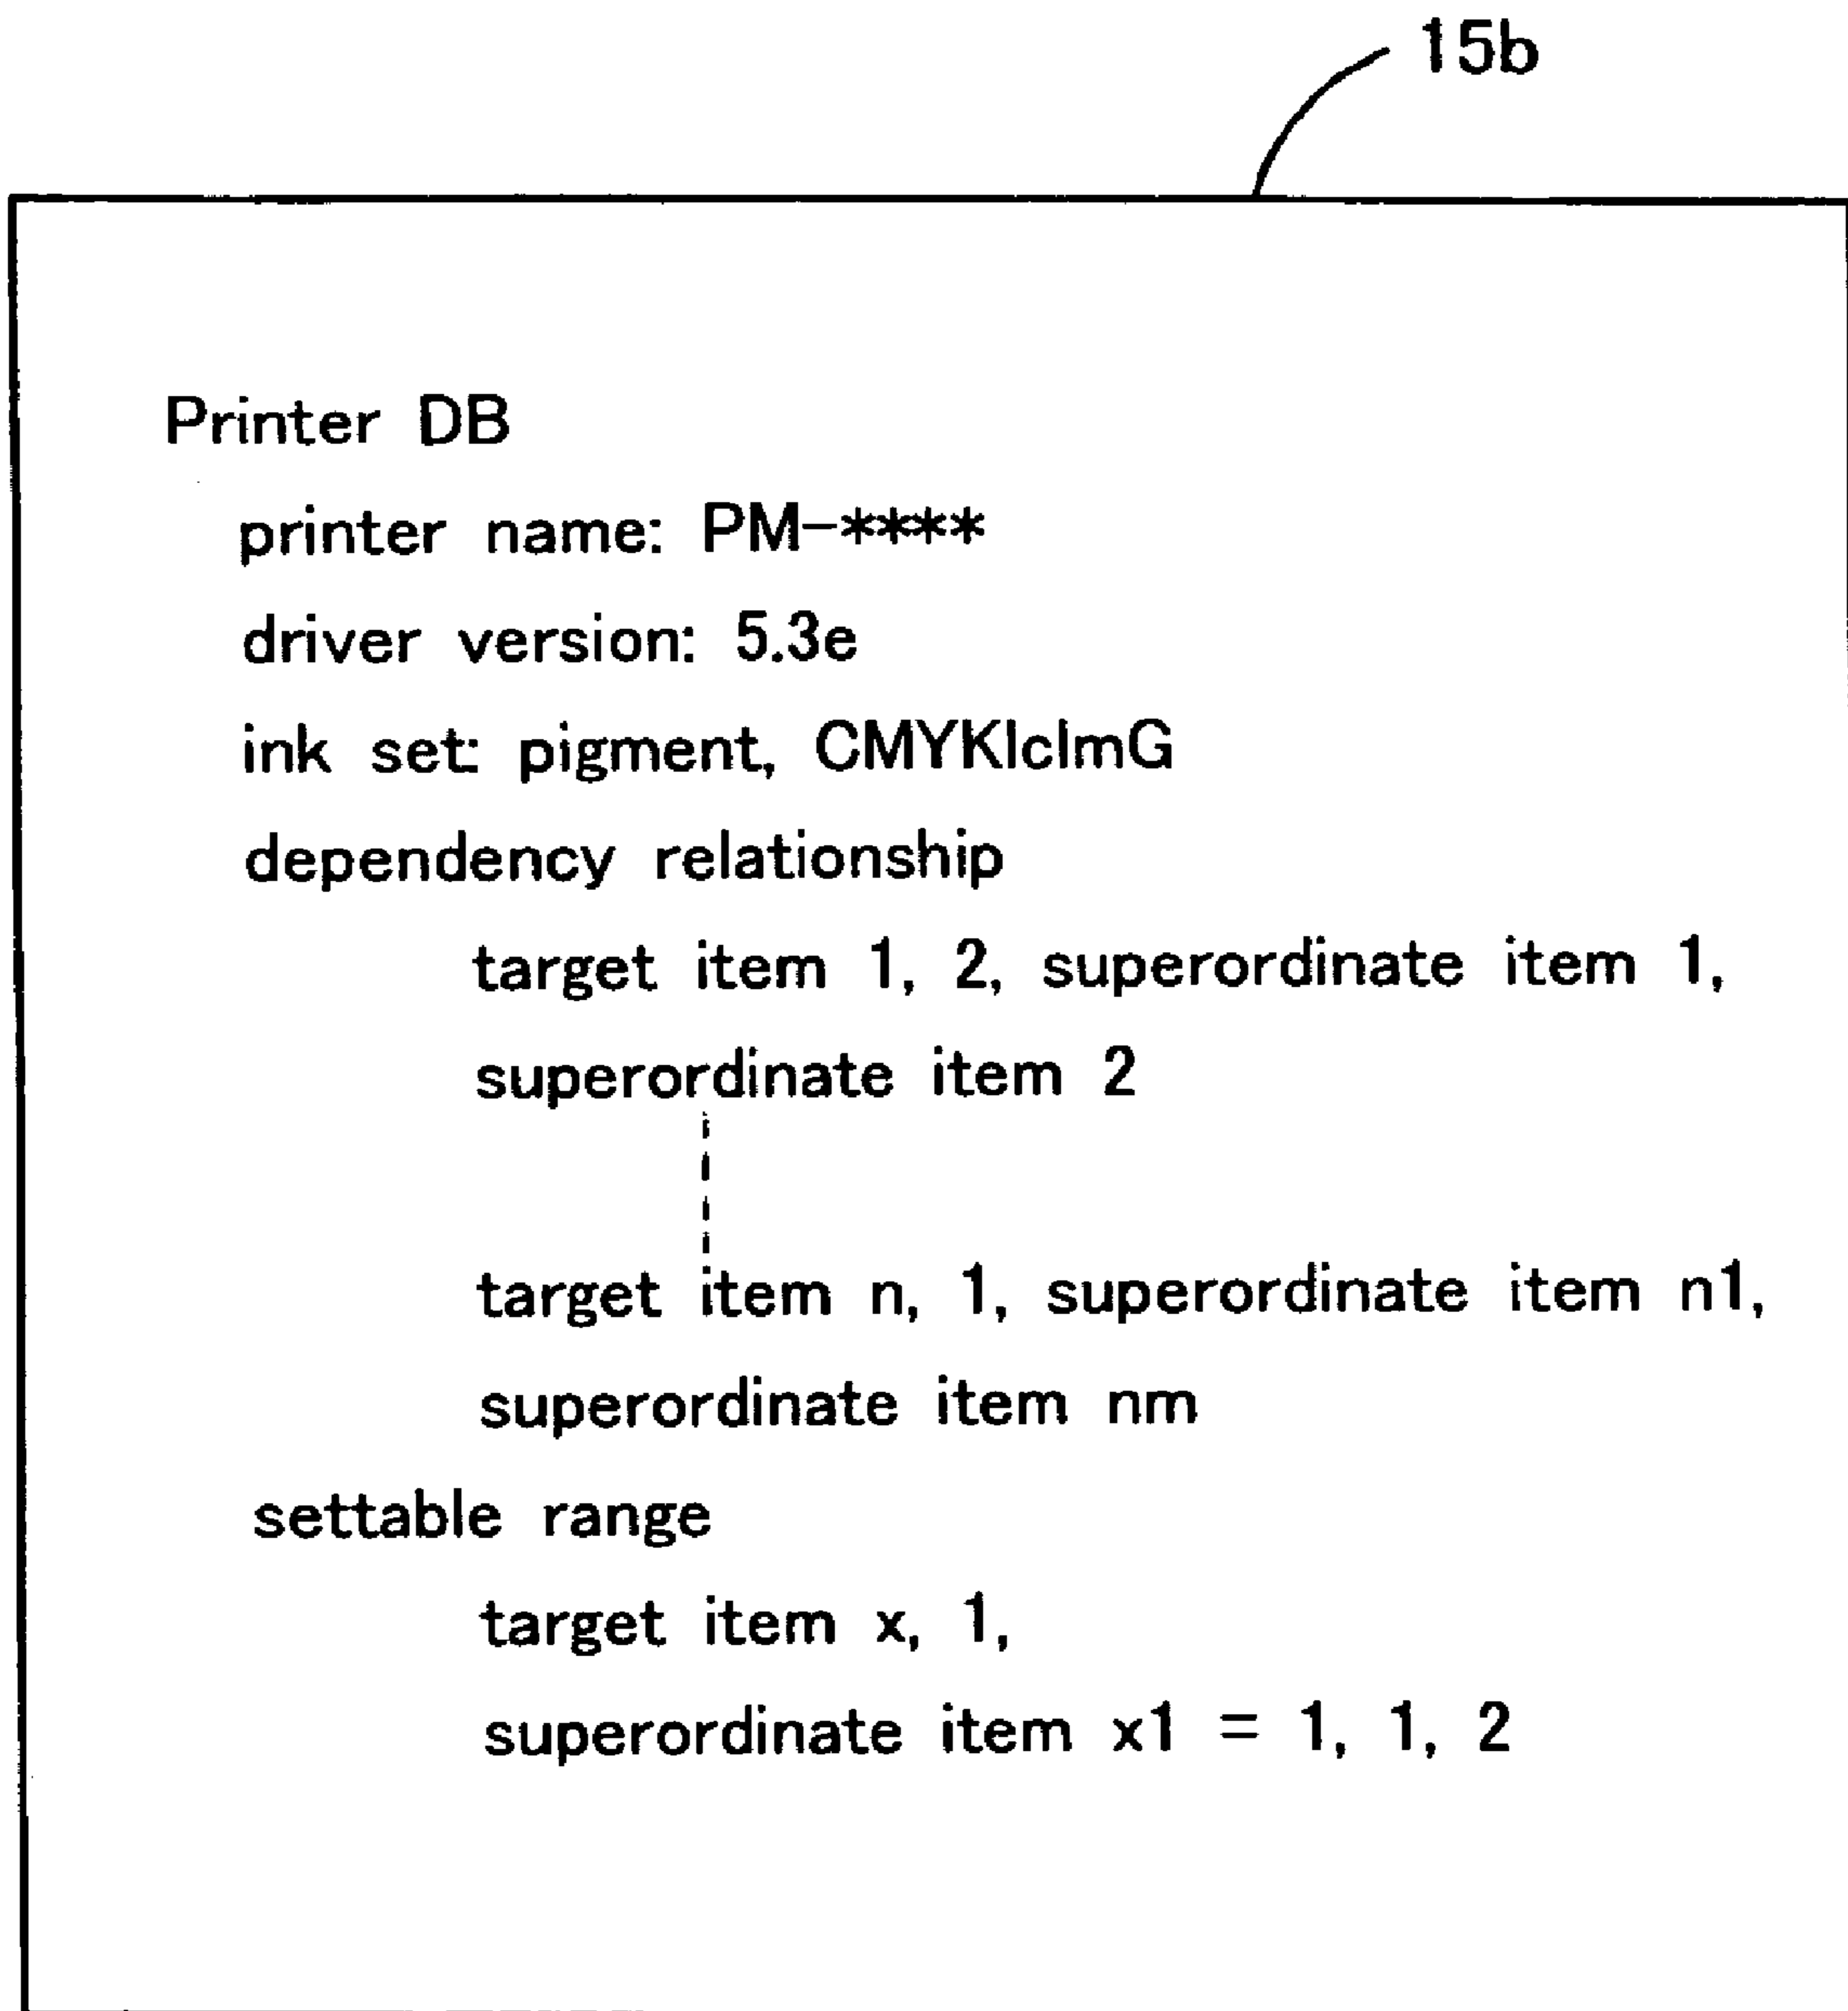 15b
Printer DB
printer name: PM-****
driver version: 5.3e
ink set: pigment, CMYKlclmG
dependency relationship
target item 1, 2, superordinate item 1,
superordinate item 2
target item n, 1, superordinate item n1,
superordinate item nm
settable range
target item x, 1,
superordinate item x1 = 1, 1, 2